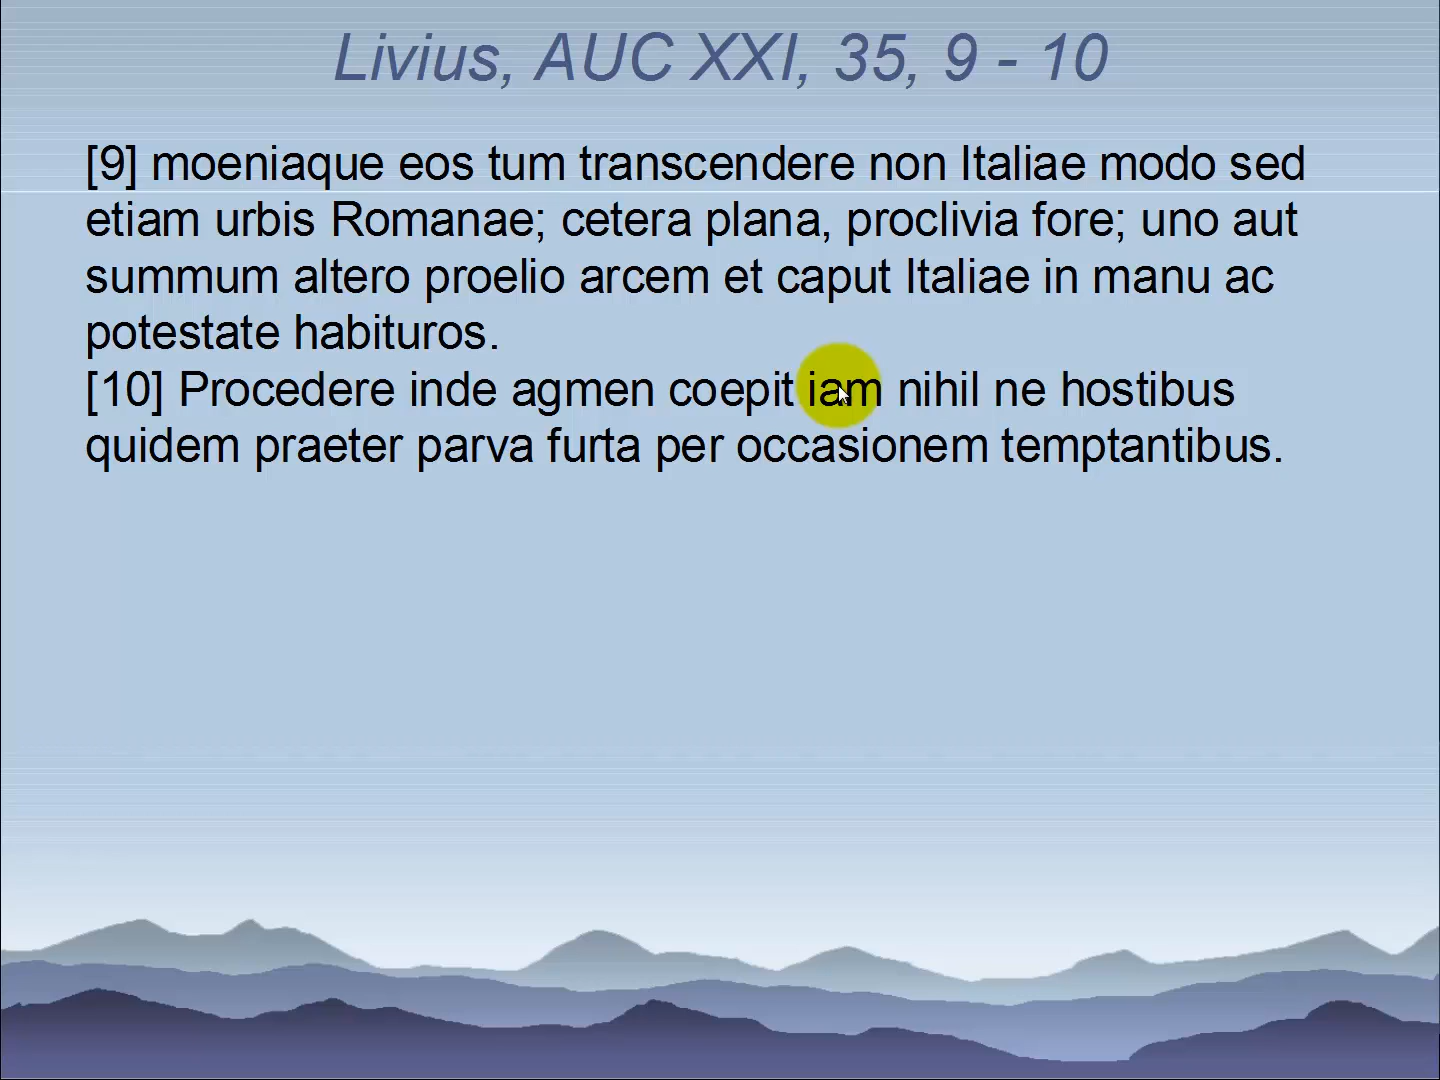 Livius, AUC XXI, 35, 9 - 10
[9] moeniaque eos tum transcendere non Italiae modo sed
etiam urbis Romanae; cetera plana, proclivia fore; uno aut
summum altero proelio arcem et caput Italiae in manu ac
potestate habituros.
[10] Procedere inde agmen coepit iam nihil ne hostibus
quidem praeter parva furta per occasionem temptantibus.